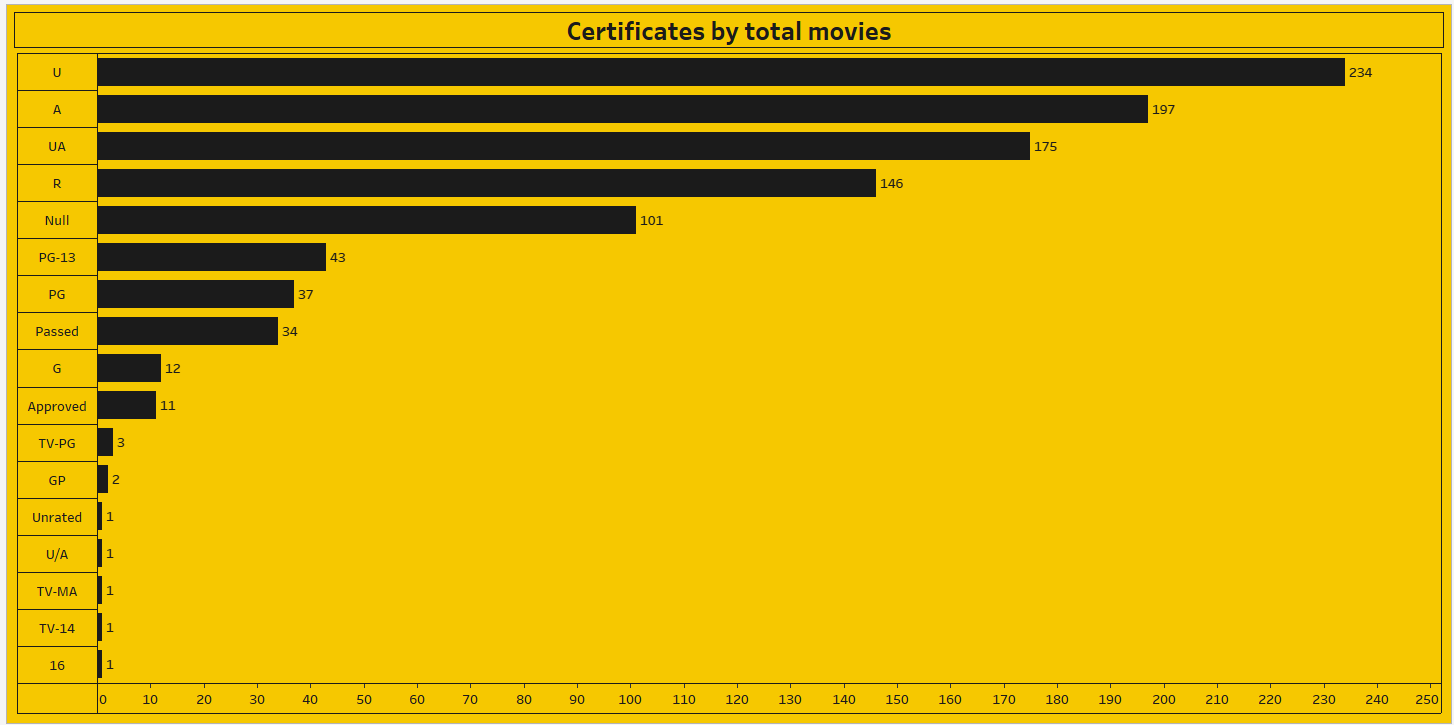 Certificates by total movies
U 234
A 197
UA 175
R 146
Null 101
PG-13 43
PG 37
Passed 34
G 12
Approved 11
TV-PG 3
GP 2
Unrated 1
U/A 1
TV-MA 1
TV-14 1
16 1
0 10 20 30 40 50 60 70 80 90 100 110 120 130 140 150 160 170 180 190 200 210 220 230 240 250